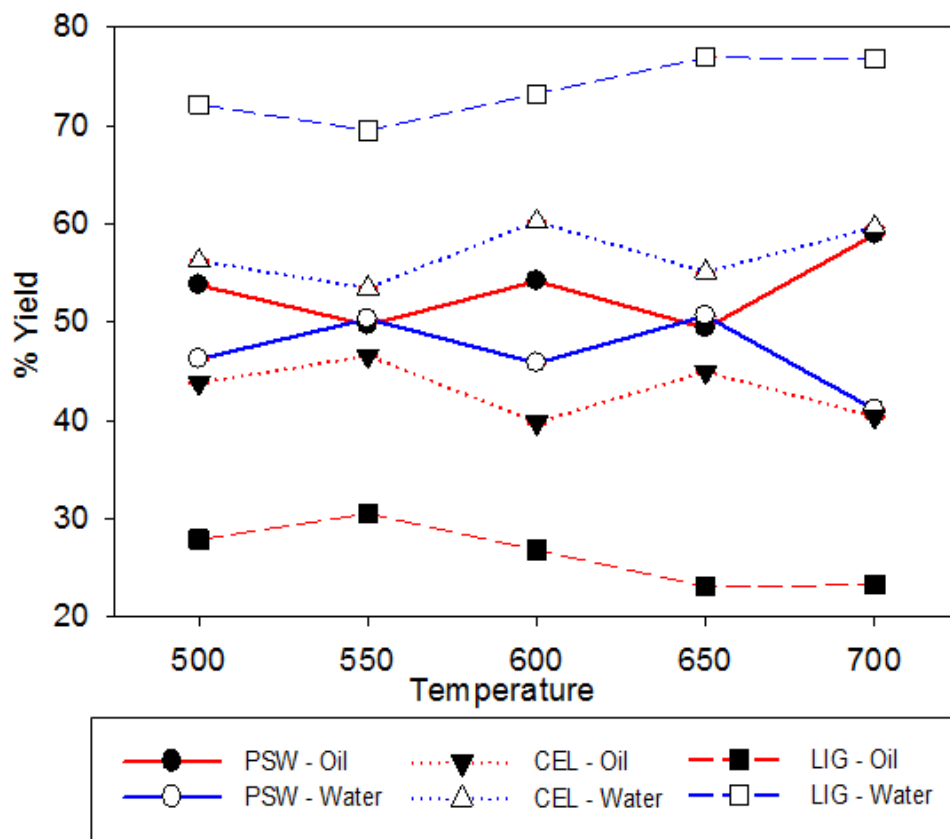 80
70
60
50
40
30
20
% Yield
500 550 600 650 700
Temperature
PSW - Oil CEL - Oil LIG - Oil
PSW - Water CEL - Water LIG - Water